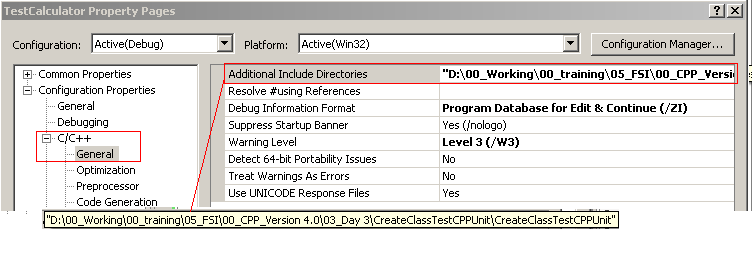 TestCalculator Property Pages
Configuration: Active(Debug) Platform: Active(Win32) Configuration Manager...
Common Properties
Configuration Properties
General
Debugging
C/C++
General
Optimization
Preprocessor
Code Generation
Additional Include Directories "D:\00_Working\00_training\05_FSI\00_CPP_Versi
Resolve #using References
Debug Information Format Program Database for Edit & Continue (/ZI)
Suppress Startup Banner Yes (/nologo)
Warning Level Level 3 (/W3)
Detect 64-bit Portability Issues No
Treat Warnings As Errors No
Use UNICODE Response Files Yes
"D:\00_Working\00_training\05_FSI\00_CPP_Version 4.0\03_Day 3\CreateClassTestCPPUnit\CreateClassTestCPPUnit"